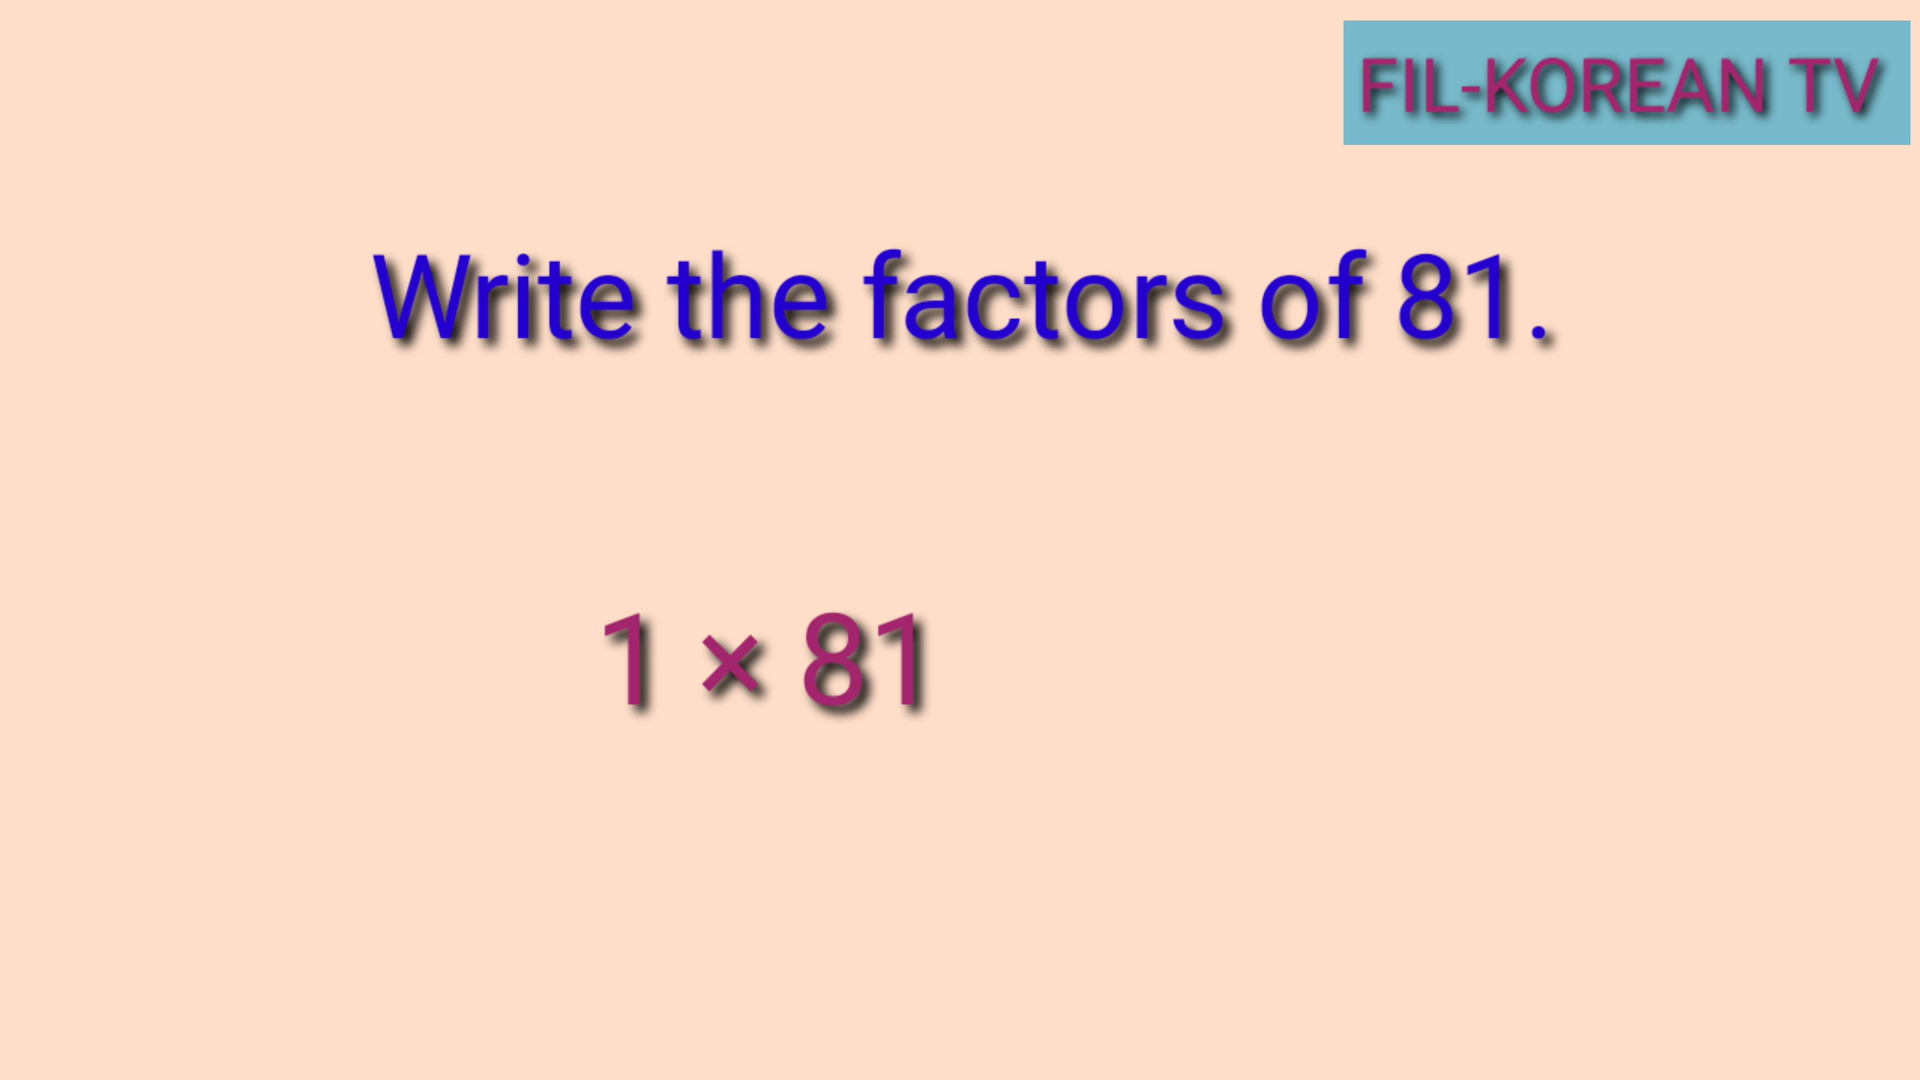 FIL-KOREAN TV
Write the factors of 81.
1 × 81